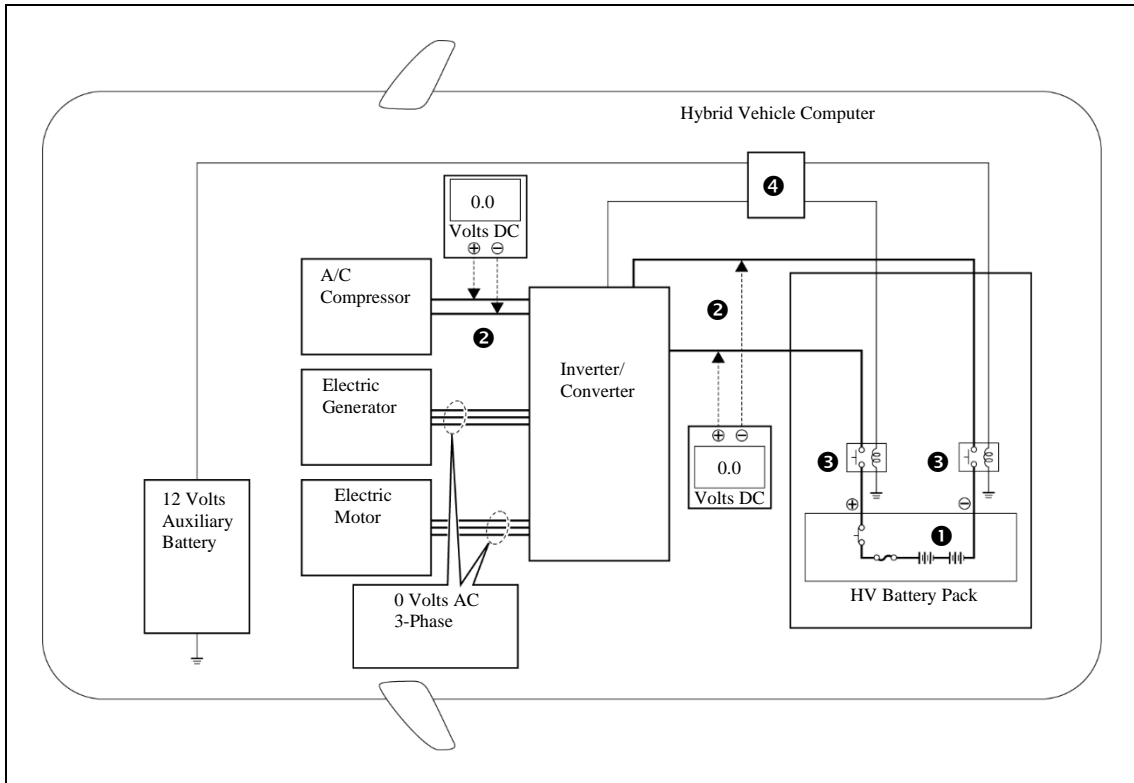 Hybrid Vehicle Computer
❹
0.0
Volts DC
⊕ ⊖
A/C
Compressor
❷
❷
Inverter/
Converter
Electric
Generator
⊕ ⊖
0.0
Volts DC
❸
❸
Electric
Motor
12 Volts
Auxiliary
Battery
⊕
⊖
❶
HV Battery Pack
0 Volts AC
3-Phase